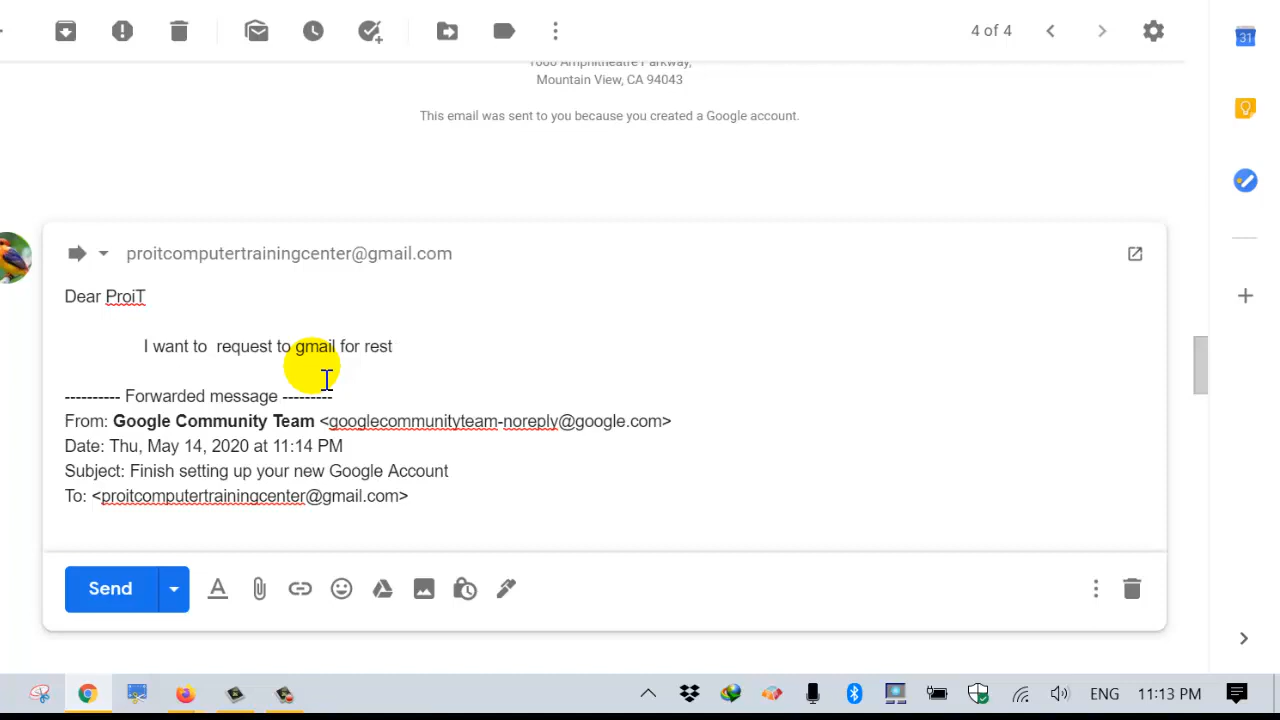 4 of 4
31
1600 Amphitheatre Parkway,
Mountain View, CA 94043
This email was sent to you because you created a Google account.
proitcomputertrainingcenter@gmail.com
Dear ProiT
I want to  request to gmail for rest
---------- Forwarded message ---------
From: Google Community Team <googlecommunityteam-noreply@google.com>
Date: Thu, May 14, 2020 at 11:14 PM
Subject: Finish setting up your new Google Account
To: <proitcomputertrainingcenter@gmail.com>
Send
ENG 11:13 PM